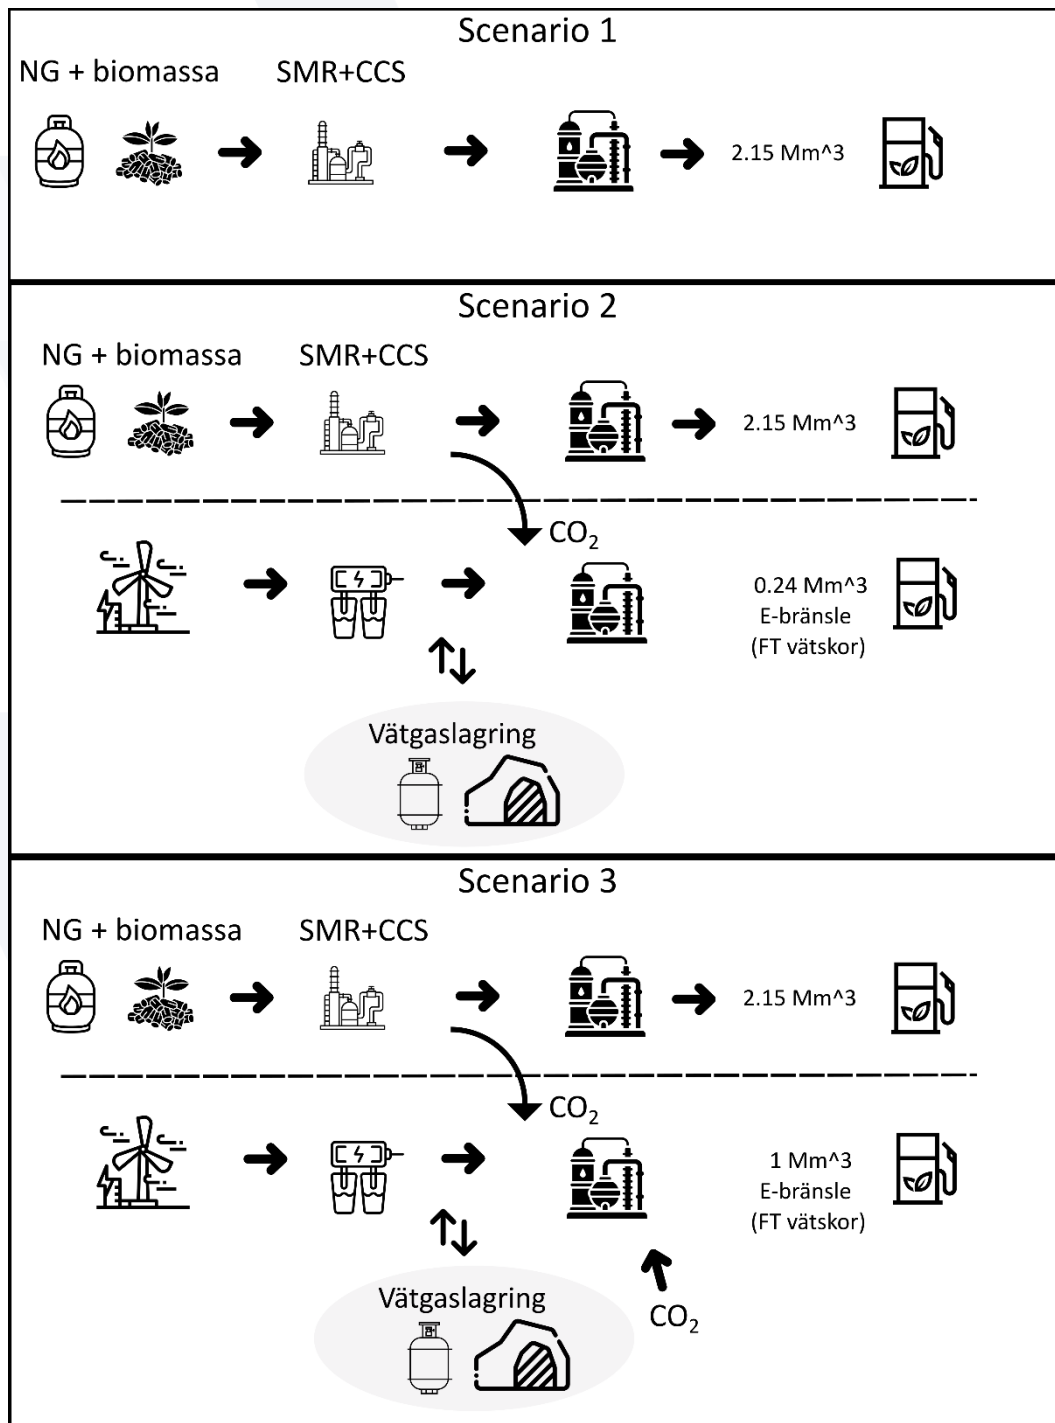 Scenario 1
NG + biomassa SMR+CCS
2.15 Mm^3
Scenario 2
NG + biomassa SMR+CCS
2.15 Mm^3
CO₂
0.24 Mm^3
E-bränsle
(FT vätskor)
Vätgaslagring
Scenario 3
NG + biomassa SMR+CCS
2.15 Mm^3
CO₂
1 Mm^3
E-bränsle
(FT vätskor)
Vätgaslagring
CO₂